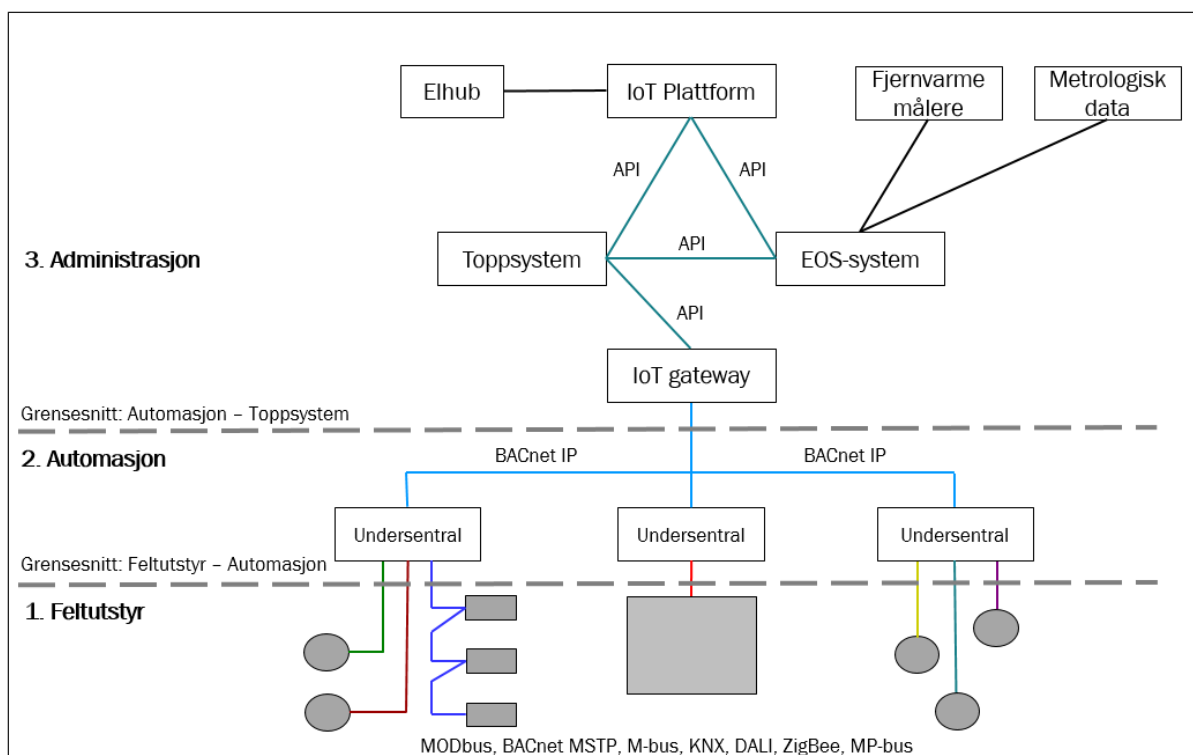 Elhub
IoT Plattform
Fjernvarme
målere
Metrologisk
data
API
API
3. Administrasjon
Toppsystem
API
EOS-system
API
IoT gateway
Grensesnitt: Automasjon – Toppsystem
2. Automasjon
BACnet IP
BACnet IP
Undersentral
Undersentral
Undersentral
Grensesnitt: Feltutstyr – Automasjon
1. Feltutstyr
MODbus, BACnet MSTP, M-bus, KNX, DALI, ZigBee, MP-bus